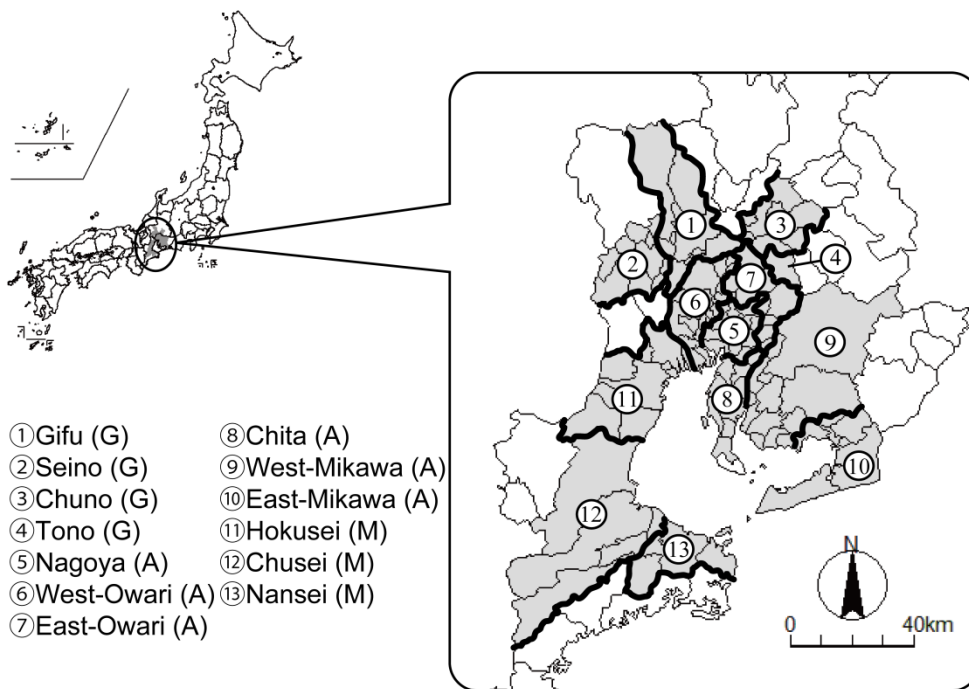 ①Gifu (G)
②Seino (G)
③Chuno (G)
④Tono (G)
⑤Nagoya (A)
⑥West-Owari (A)
⑦East-Owari (A)
⑧Chita (A)
⑨West-Mikawa (A)
⑩East-Mikawa (A)
⑪Hokusei (M)
⑫Chusei (M)
⑬Nansei (M)
①
②
③
④
⑤
⑥
⑦
⑧
⑨
⑩
⑪
⑫
⑬
N
0 40km